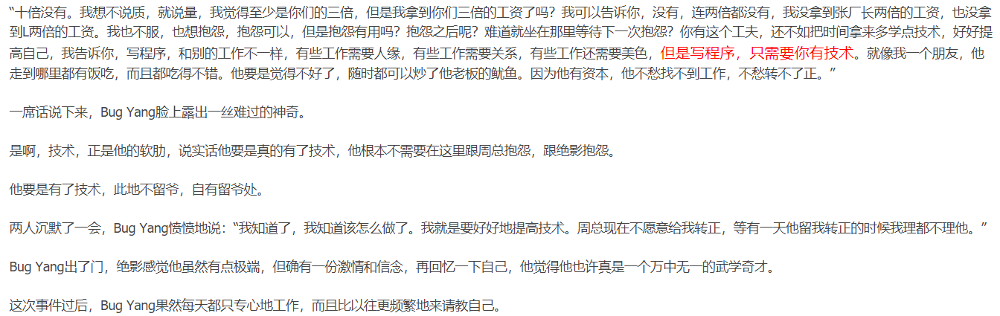 “十倍没有。我想不说质，就说量，我觉得至少是你们的三倍，但是我拿到你们三倍的工资了吗？我可以告诉你，没有，连两倍都没有，我没拿到张厂长两倍的工资，也没拿
到L两倍的工资。我也不服，也想抱怨，抱怨可以，但是抱怨有用吗？抱怨之后呢？难道就坐在那里等待下一次抱怨？你有这个工夫，还不如把时间拿来多学点技术，好好提
高自己，我告诉你，写程序，和别的工作不一样，有些工作需要人缘，有些工作需要关系，有些工作还需要美色，但是写程序，只需要你有技术。就像我一个朋友，他
走到哪里都有饭吃，而且都吃得不错。他要是觉得不好了，随时都可以炒了他老板的鱿鱼。因为他有资本，他不愁找不到工作，不愁转不了正。”
一席话说下来，Bug Yang脸上露出一丝难过的神奇。
是啊，技术，正是他的软肋，说实话他要是真的有了技术，他根本不需要在这里跟周总抱怨，跟绝影抱怨。
他要是有了技术，此地不留爷，自有留爷处。
两人沉默了一会，Bug Yang愤愤地说：“我知道了，我知道该怎么做了。我就是要好好地提高技术。周总现在不愿意给我转正，等有一天他留我转正的时候我理都不理他。”
Bug Yang出了门，绝影感觉他虽然有点极端，但确有一份激情和信念，再回忆一下自己，他觉得他也许真是一个万中无一的武学奇才。
这次事件过后，Bug Yang果然每天都只专心地工作，而且比以往更频繁地来请教自己。